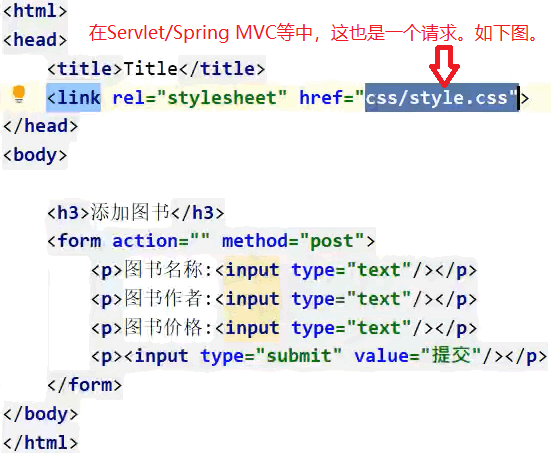 <html>
<head>
在Servlet/Spring MVC等中，这也是一个请求。如下图。
<title>Title</title>
<link rel="stylesheet" href="css/style.css">
</head>
<body>
<h3>添加图书</h3>
<form action="" method="post">
<p>图书名称:<input type="text"/></p>
<p>图书作者:<input type="text"/></p>
<p>图书价格:<input type="text"/></p>
<p><input type="submit" value="提交"/></p>
</form>
</body>
</html>